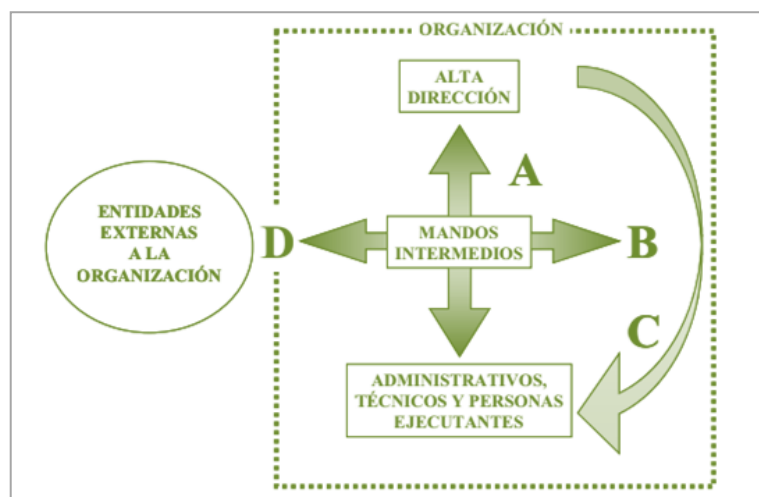 ORGANIZACIÓN
ALTA
DIRECCIÓN
A
ENTIDADES
EXTERNAS
A LA
ORGANIZACIÓN
D
MANDOS
INTERMEDIOS
B
C
ADMINISTRATIVOS,
TÉCNICOS Y PERSONAS
EJECUTANTES